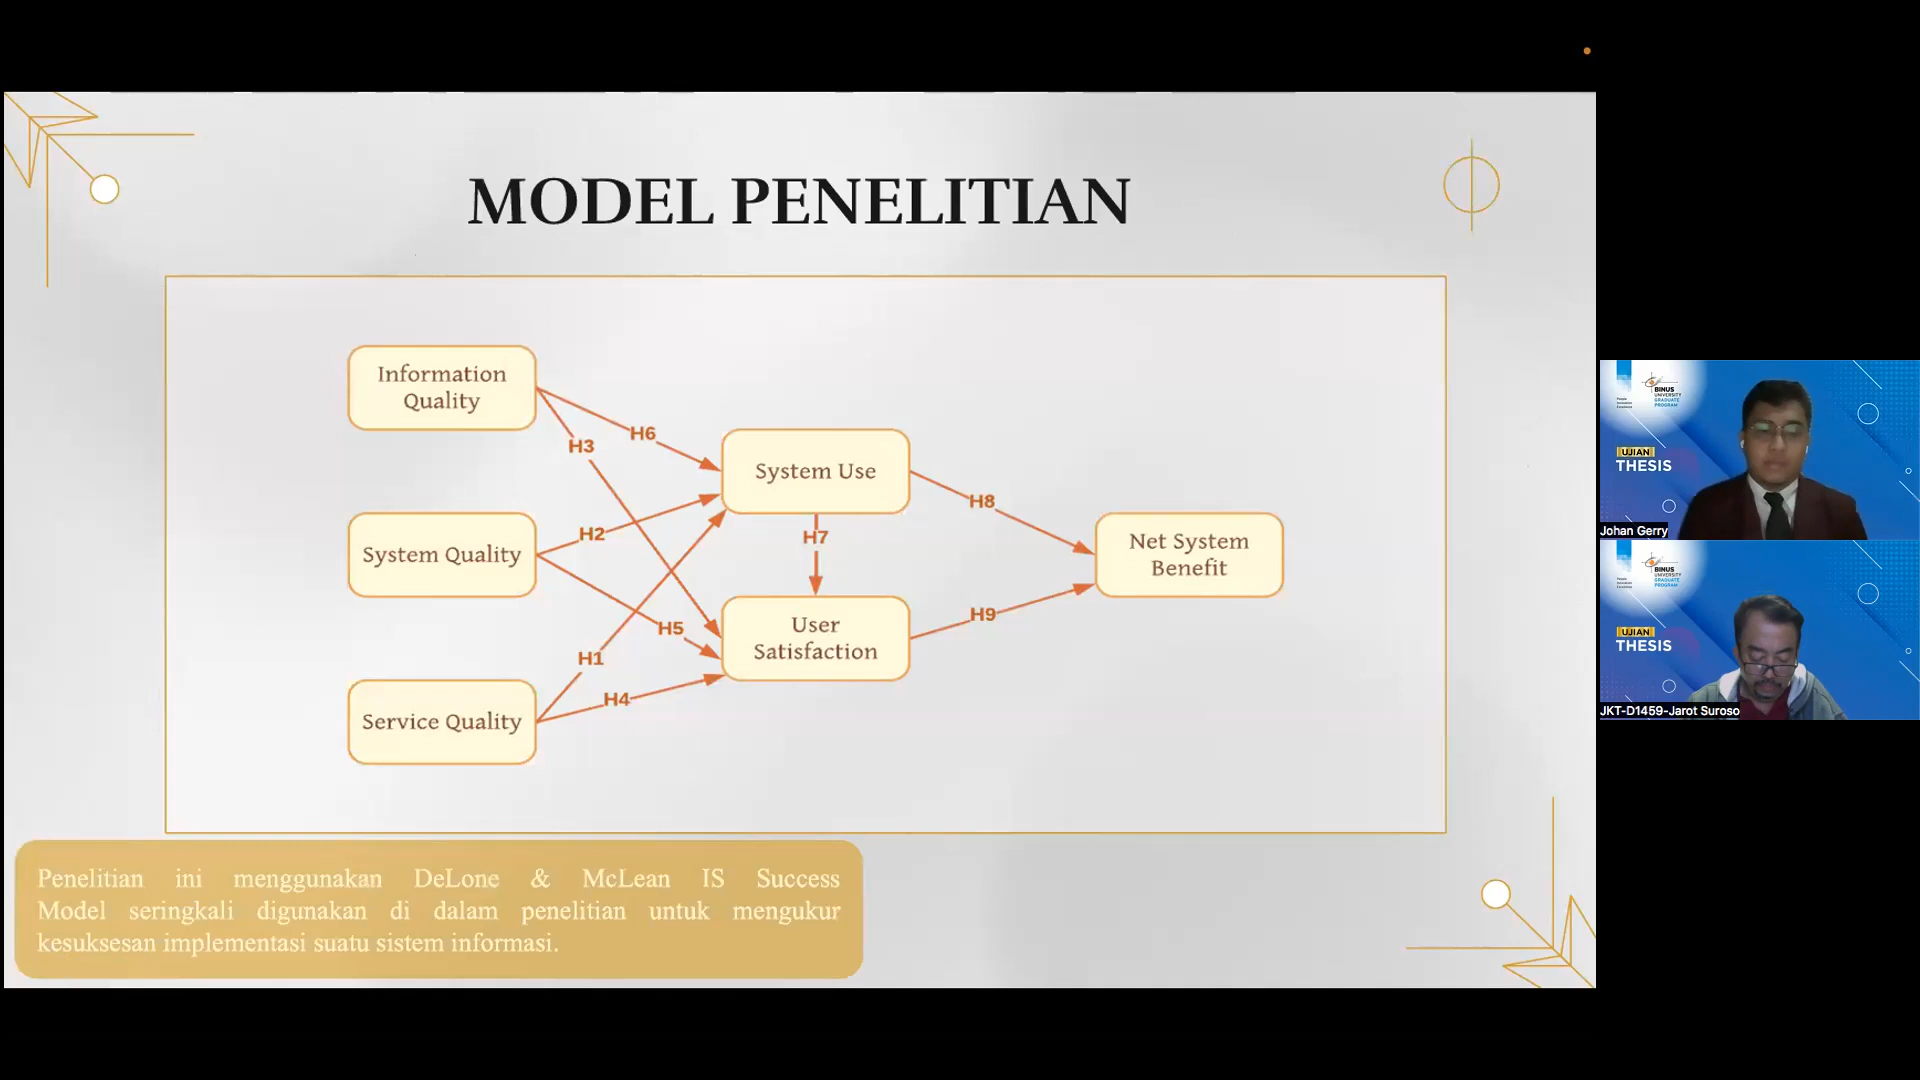 MODEL PENELITIAN
Information
Quality
H6
H3
System Use
H8
System Quality
H2
H7
Net System
Benefit
H5
User
Satisfaction
H9
H1
H4
Service Quality
Penelitian ini menggunakan DeLone & McLean IS Success
Model seringkali digunakan di dalam penelitian untuk mengukur
kesuksesan implementasi suatu sistem informasi.
BINUS
UNIVERSITY
GRADUATE
PROGRAM
UJIAN
THESIS
Johan Gerry
BINUS
UNIVERSITY
GRADUATE
PROGRAM
UJIAN
THESIS
JKT-D1459-Jarot Suroso